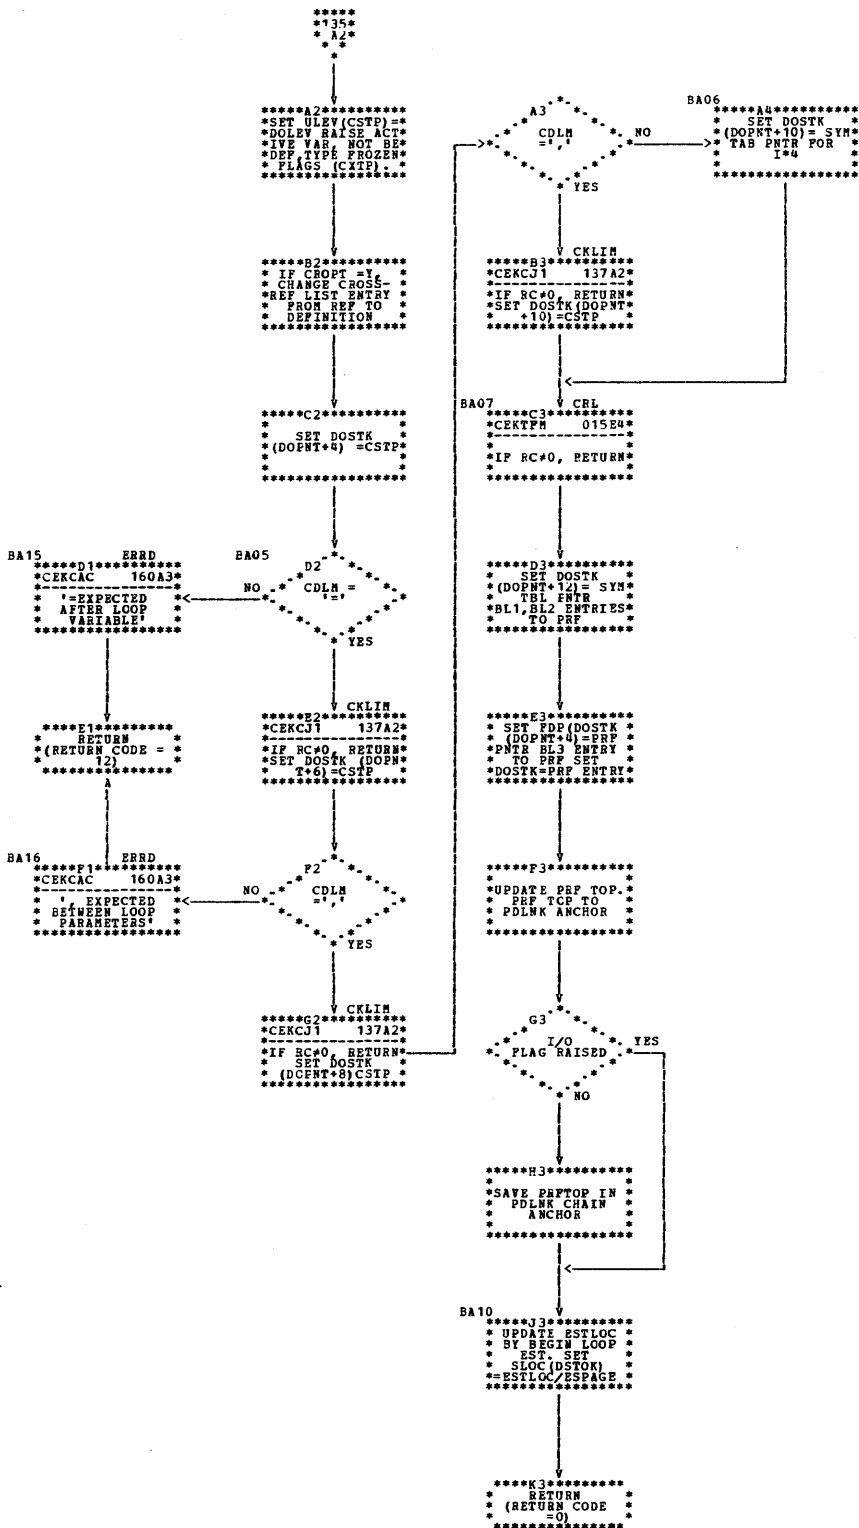 *135*
A2*
A2
SET ULEV(CSTP)=
DOLEV RAISE ACT
IVE VAR, NOT BE
DEF,TYPE FROZEN
FLAGS (CXTP).
B2
IF CROPT =Y,
CHANGE CROSS-
REF LIST ENTRY
FROM REF TO
DEFINITION
C2
SET DOSTK
(DOPNT+4) =CSTP
BA05
D2
CDLM =
'='
NO
YES
BA15 ERRD
D1
CEKCAC 160A3
'=EXPECTED
AFTER LOOP
VARIABLE'
E1
RETURN
(RETURN CODE =
12)
CKLIM
E2
CEKCJ1 137A2
IF RC≠0, RETURN
SET DOSTK (DOPN
T+6)=CSTP
F2
CDLM
=','
NO
YES
BA16 ERRD
F1
CEKCAC 160A3
', EXPECTED
BETWEEN LOOP
PARAMETERS'
CKLIM
G2
CEKCJ1 137A2
IF RC≠0, RETURN
SET DOSTK
(DCPNT+8)CSTP
A3
CDLM
=','
NO
YES
BA06
A4
SET DOSTK
(DOPNT+10)= SYM
TAB PNTR FOR
I*4
CKLIM
B3
CEKCJ1 137A2
IF RC≠0, RETURN
SET DOSTK(DOPNT
+10)=CSTP
BA07 CRL
C3
CEKTFM 015E4
IF RC≠0, RETURN
D3
SET DOSTK
(DOPNT+12)= SYM
TBL PNTR
BL1,BL2 ENTRIES
TO PRF
E3
SET FDP(DOSTK
(DOPNT+4)=PRF
PNTR BL3 ENTRY
TO PRF SET
DOSTK=PRF ENTRY
F3
UPDATE PRF TOP.
PRF TCP TO
PDLNK ANCHOR
G3
I/O
FLAG RAISED
YES
NO
H3
SAVE PRFTOP IN
PDLNK CHAIN
ANCHOR
BA10
J3
UPDATE ESTLOC
BY BEGIN LOOP
EST. SET
SLOC(DSTOK)
=ESTLOC/ESPAGE
K3
RETURN
(RETURN CODE
=0)